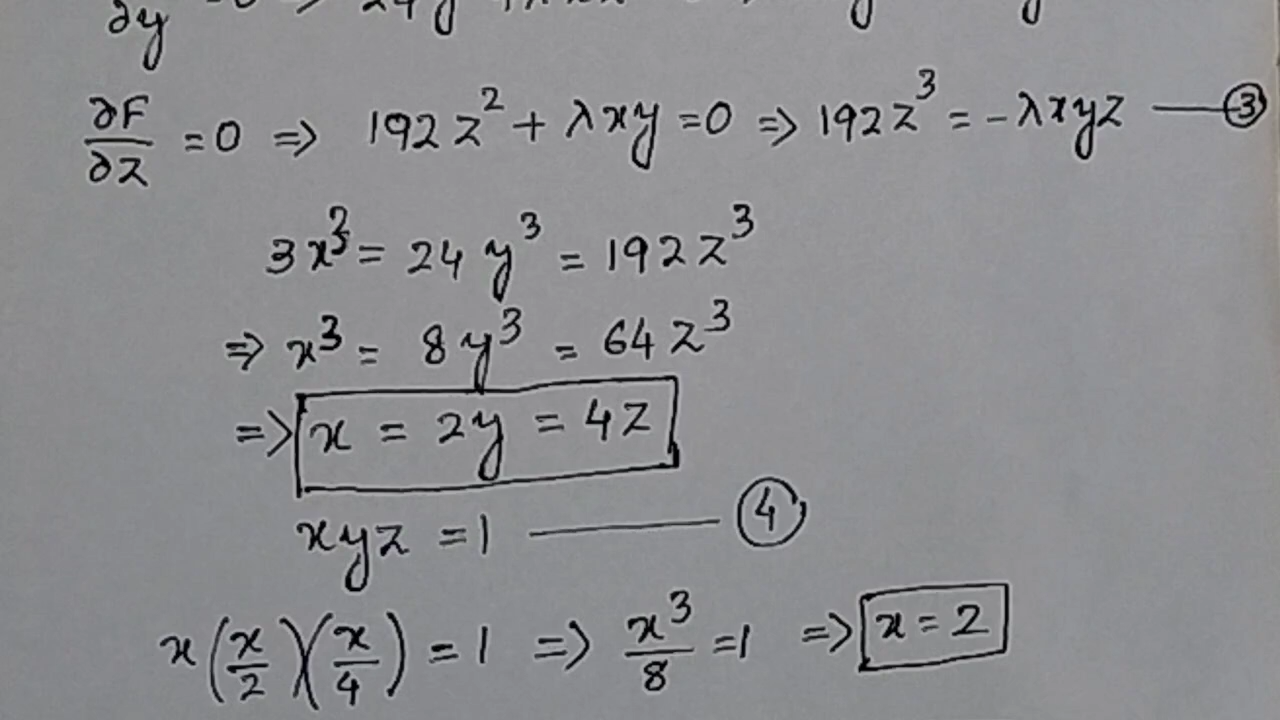 ∂y
∂F/∂z = 0 ⇒ 192z² + λxy = 0 ⇒ 192z³ = -λxyz —— ③
3x³ = 24y³ = 192z³
⇒ x³ = 8y³ = 64z³
⇒ x = 2y = 4z
xyz = 1 —— ④
x(x/2)(x/4) = 1 ⇒ x³/8 = 1 ⇒ x = 2